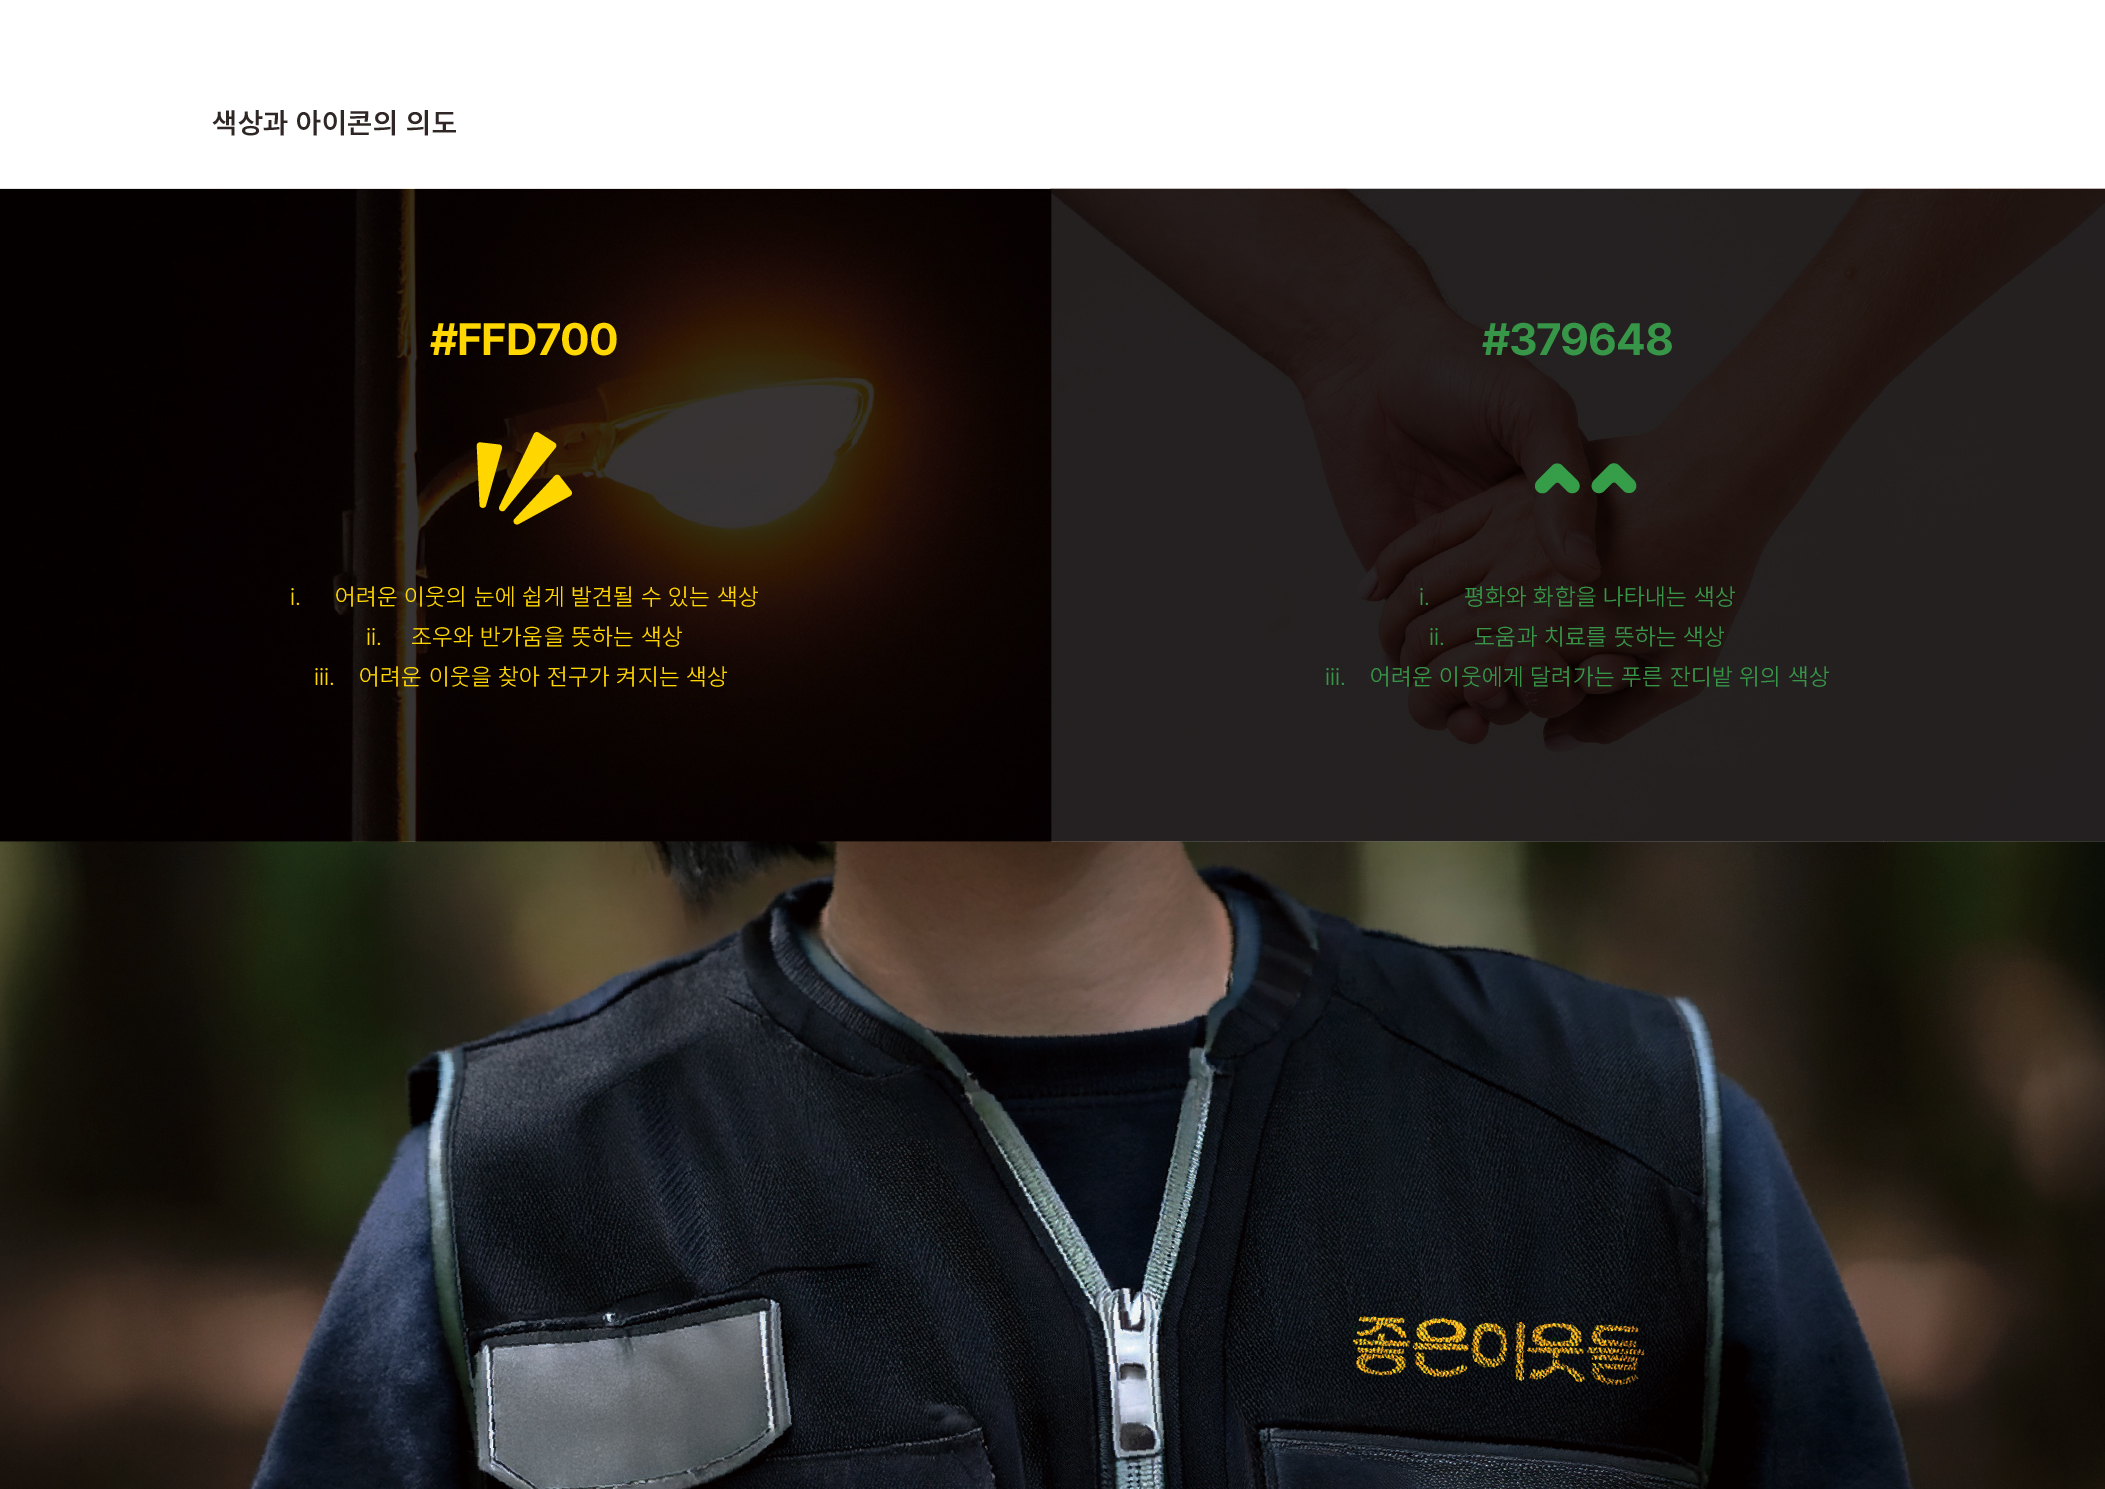 색상과 아이콘의 의도
#FFD700
i. 어려운 이웃의 눈에 쉽게 발견될 수 있는 색상
ii. 조우와 반가움을 뜻하는 색상
iii. 어려운 이웃을 찾아 전구가 켜지는 색상
#379648
i. 평화와 화합을 나타내는 색상
ii. 도움과 치료를 뜻하는 색상
iii. 어려운 이웃에게 달려가는 푸른 잔디밭 위의 색상
좋은이웃들